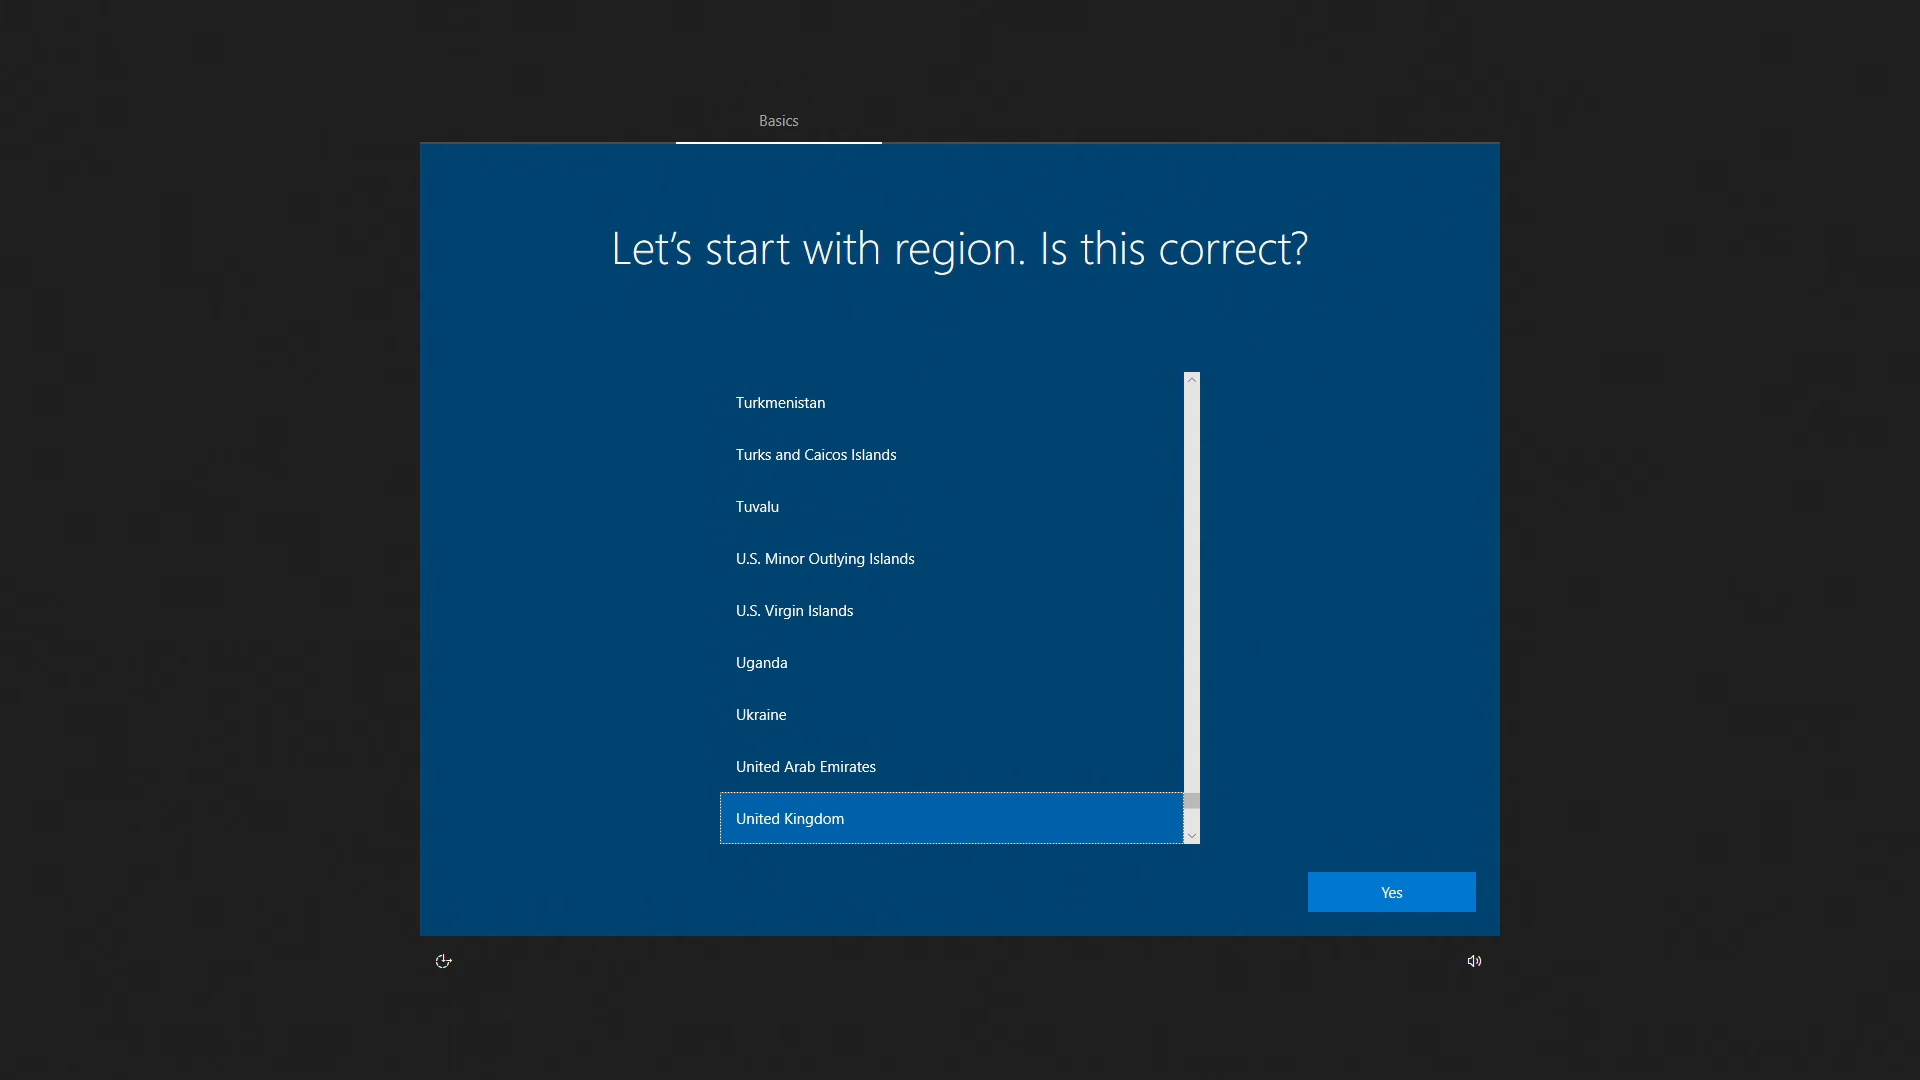 Basics
Let's start with region. Is this correct?
Turkmenistan
Turks and Caicos Islands
Tuvalu
U.S. Minor Outlying Islands
U.S. Virgin Islands
Uganda
Ukraine
United Arab Emirates
United Kingdom
Yes